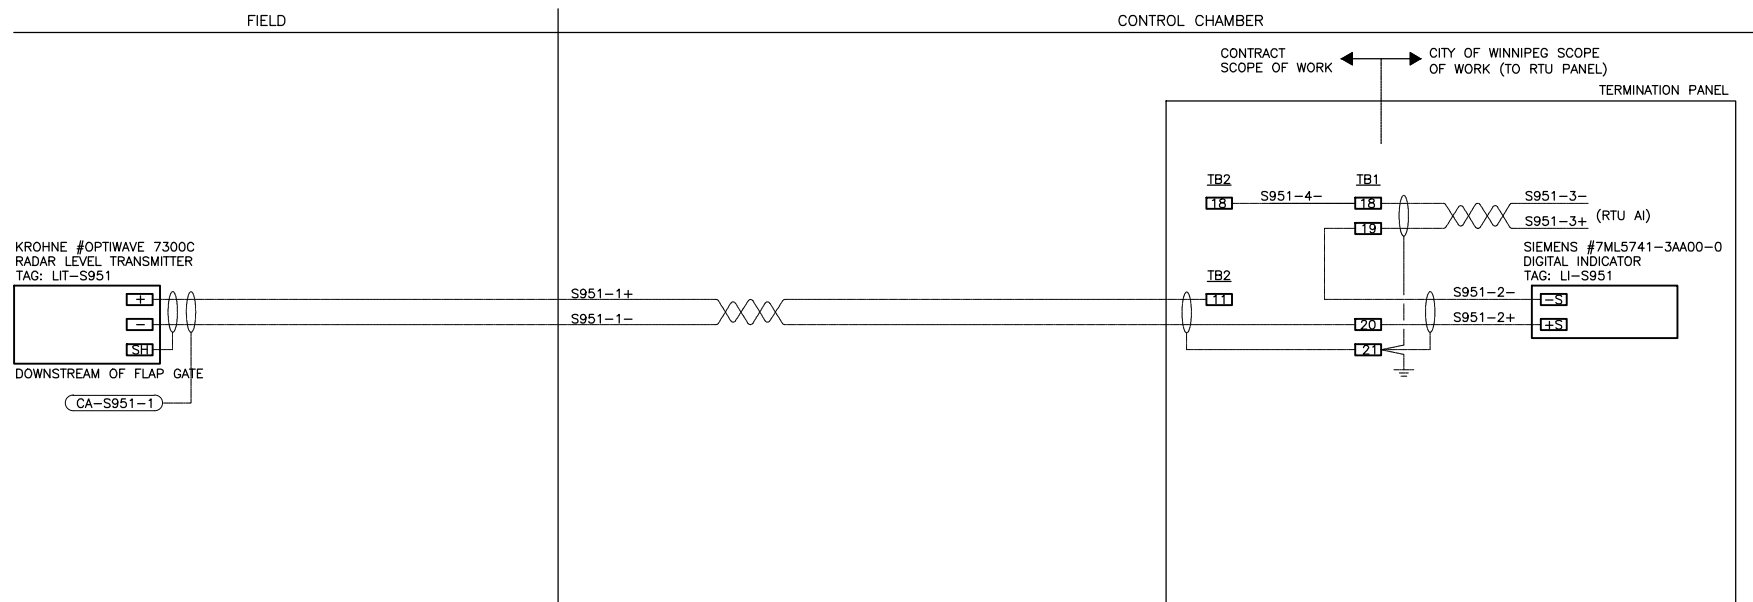 FIELD
CONTROL CHAMBER
CONTRACT
SCOPE OF WORK
CITY OF WINNIPEG SCOPE
OF WORK (TO RTU PANEL)
TERMINATION PANEL
TB2
18
S951-4-
TB1
18
19
S951-3-
S951-3+
(RTU AI)
KROHNE #OPTIWAVE 7300C
RADAR LEVEL TRANSMITTER
TAG: LIT-S951
+
-
SH
DOWNSTREAM OF FLAP GATE
CA-S951-1
S951-1+
S951-1-
TB2
11
20
21
SIEMENS #7ML5741-3AA00-0
DIGITAL INDICATOR
TAG: LI-S951
S951-2-
S951-2+
-S
+S